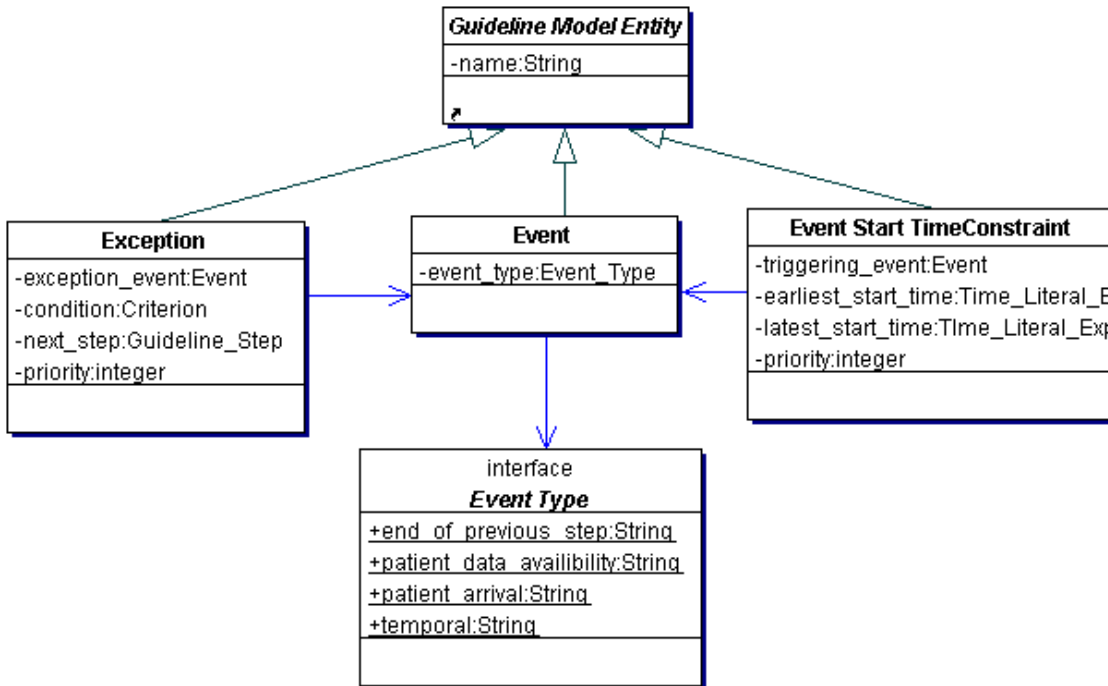 Guideline Model Entity
-name:String
Exception
-exception_event:Event
-condition:Criterion
-next_step:Guideline_Step
-priority:integer
Event
-event_type:Event_Type
Event Start TimeConstraint
-triggering_event:Event
-earliest_start_time:Time_Literal_E
-latest_start_time:TIme_Literal_Exp
-priority:integer
interface
Event Type
+end_of_previous_step:String
+patient_data_availibility:String
+patient_arrival:String
+temporal:String